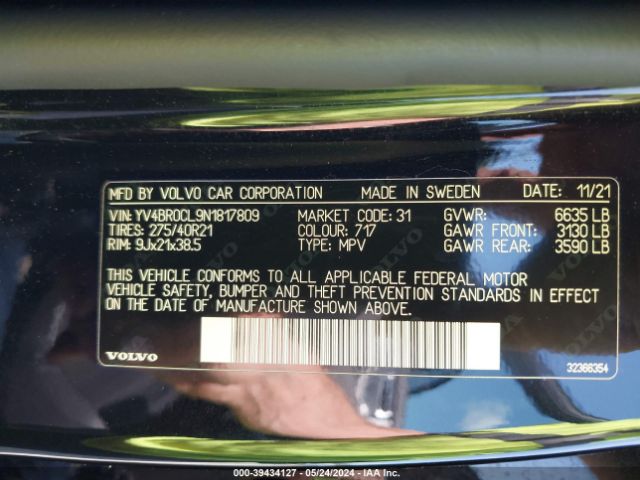 MFD BY VOLVO CAR CORPORATION MADE IN SWEDEN DATE: 11/21
VIN: YV4BR0CL9N1817809 MARKET CODE: 31 GVWR: 6635 LB
TIRES: 275/40R21 COLOUR: 717 GAWR FRONT: 3130 LB
RIM: 9Jx21x38.5 TYPE: MPV GAWR REAR: 3590 LB
THIS VEHICLE CONFORMS TO ALL APPLICABLE FEDERAL MOTOR
VEHICLE SAFETY, BUMPER AND THEFT PREVENTION STANDARDS IN EFFECT
ON THE DATE OF MANUFACTURE SHOWN ABOVE.
VOLVO
32366354
000-39434127 - 05/24/2024 - IAA Inc.